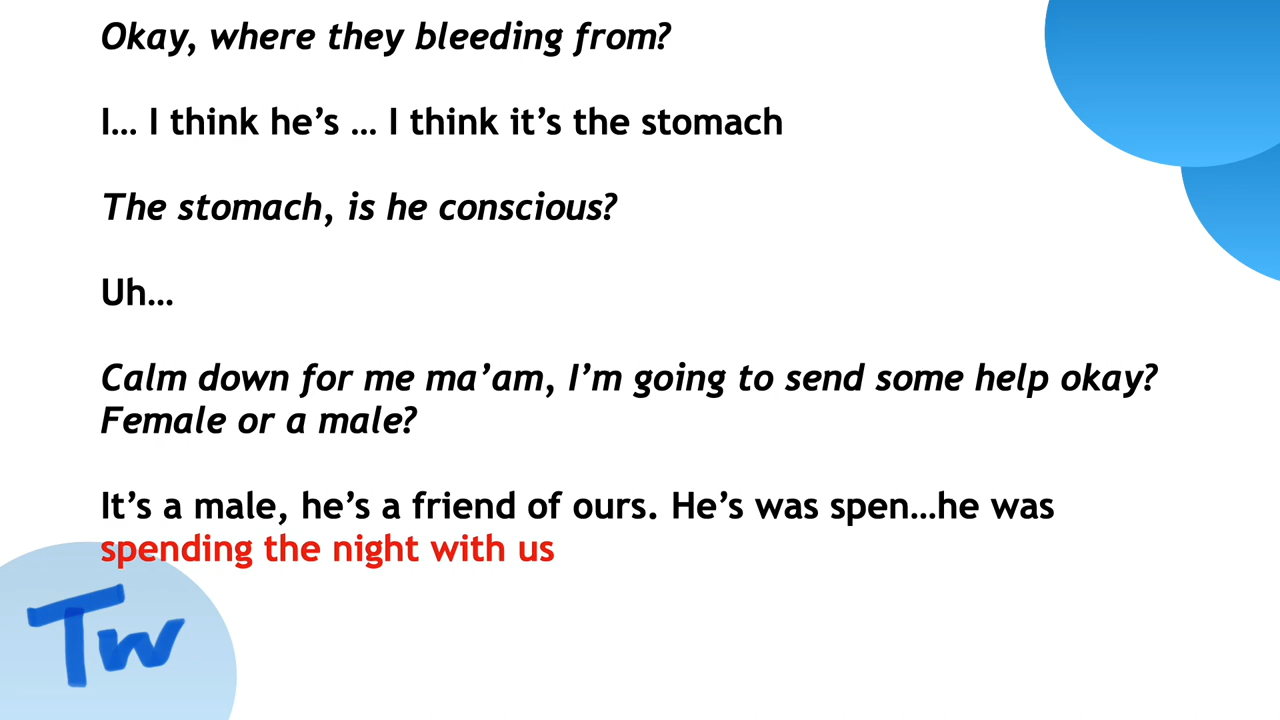 Okay, where they bleeding from?
I… I think he’s … I think it’s the stomach
The stomach, is he conscious?
Uh…
Calm down for me ma’am, I’m going to send some help okay?
Female or a male?
It’s a male, he’s a friend of ours. He’s was spen…he was
spending the night with us
Tw